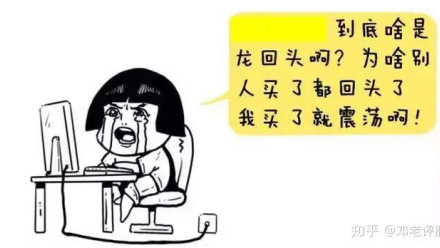 到底啥是
龙回头啊？为啥别
人买了都回头了
我买了就震荡啊！
知乎 @邓老评股